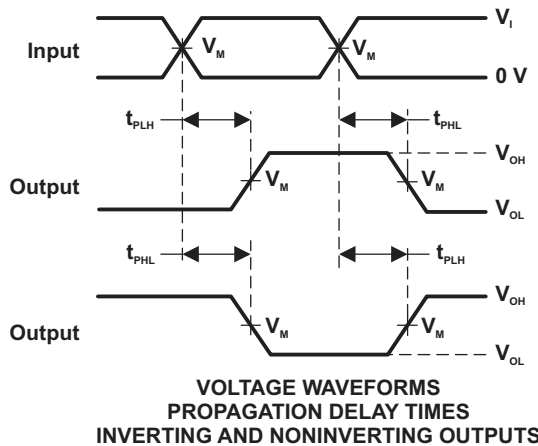 V_I
Input
V_M
V_M
0 V
t_PLH
t_PHL
V_OH
Output
V_M
V_M
V_OL
t_PHL
t_PLH
V_OH
Output
V_M
V_M
V_OL
VOLTAGE WAVEFORMS
PROPAGATION DELAY TIMES
INVERTING AND NONINVERTING OUTPUTS